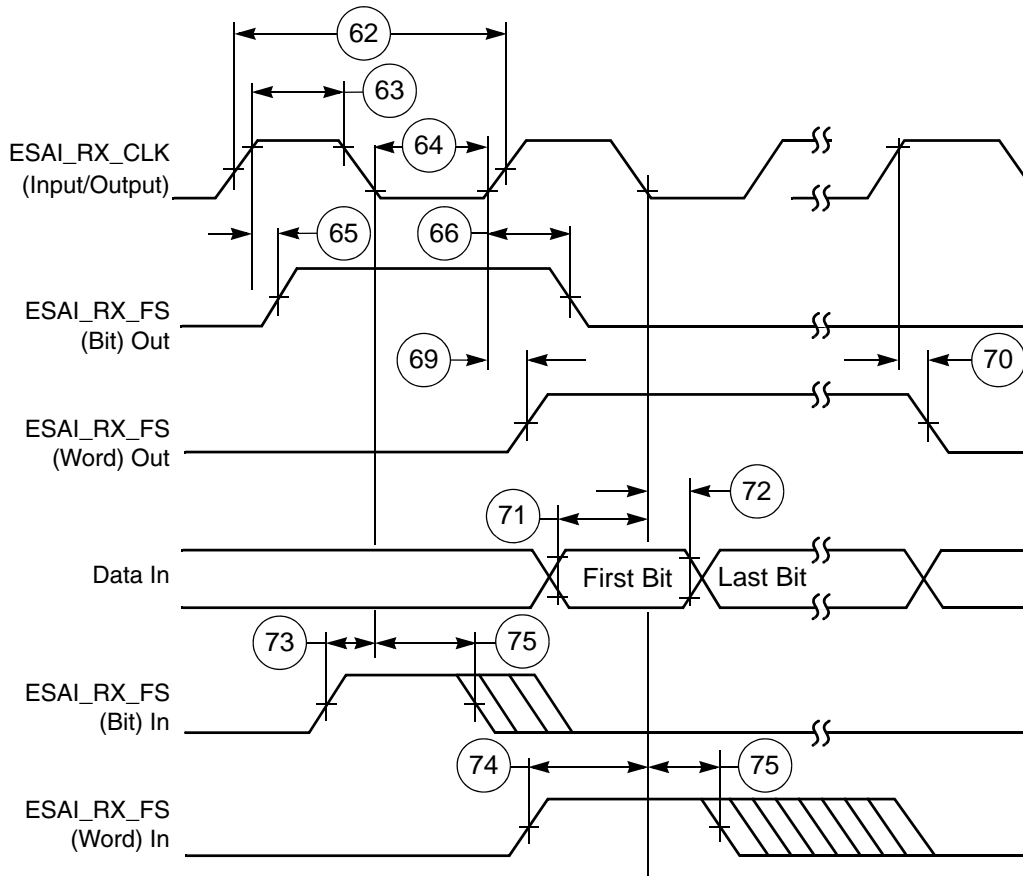 62
63
ESAI_RX_CLK
(Input/Output)
64
65
66
ESAI_RX_FS
(Bit) Out
69
70
ESAI_RX_FS
(Word) Out
71
72
Data In
First Bit
Last Bit
73
75
ESAI_RX_FS
(Bit) In
74
75
ESAI_RX_FS
(Word) In